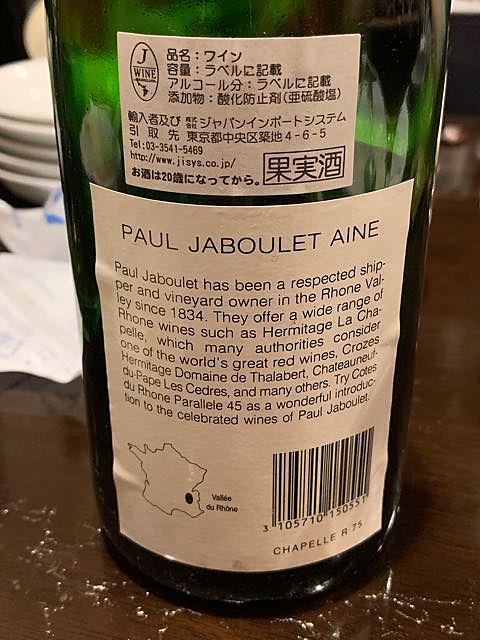 J
WINE
品名：ワイン
容量：ラベルに記載
アルコール分：ラベルに記載
添加物：酸化防止剤(亜硫酸塩)
輸入者及び 株式会社 ジャパンインポートシステム
引取先 東京都中央区築地4-6-5
Tel:03-3541-5469
http://www.jisys.co.jp/
お酒は20歳になってから。 果実酒
PAUL JABOULET AINE
Paul Jaboulet has been a respected ship-
per and vineyard owner in the Rhone Val-
ley since 1834. They offer a wide range of
Rhone wines such as Hermitage La Cha-
pelle, which many authorities consider
one of the world's great red wines, Crozes
Hermitage Domaine de Thalabert, Chateauneuf-
du-Pape Les Cedres, and many others. Try Cotes
du Rhone Parallele 45 as a wonderful introduc-
tion to the celebrated wines of Paul Jaboulet.
Vallée
du Rhône
3 105710 150551
CHAPELLE R 75